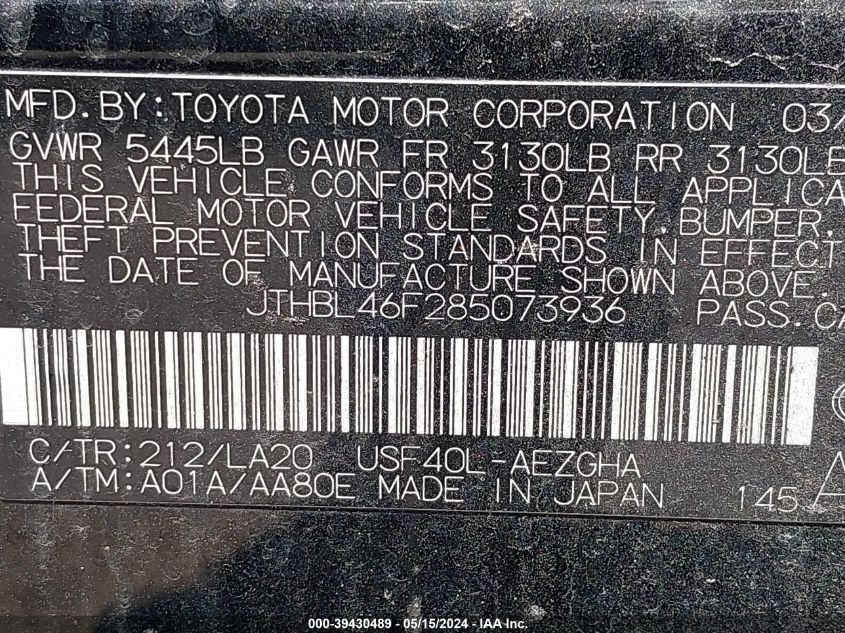 MFD.BY:TOYOTA MOTOR CORPORATION 03/
GVWR 5445LB GAWR FR 3130LB RR 3130LB
THIS VEHICLE CONFORMS TO ALL APPLICA
FEDERAL MOTOR VEHICLE SAFETY,BUMPER,
THEFT PREVENTION STANDARDS IN EFFECT
THE DATE OF MANUFACTURE SHOWN ABOVE.
JTHBL46F285073936 PASS.CA
C/TR:212/LA20 USF40L-AEZGHA
A/TM:A01A/AA80E MADE IN JAPAN 145
000-39430489 - 05/15/2024 - IAA Inc.